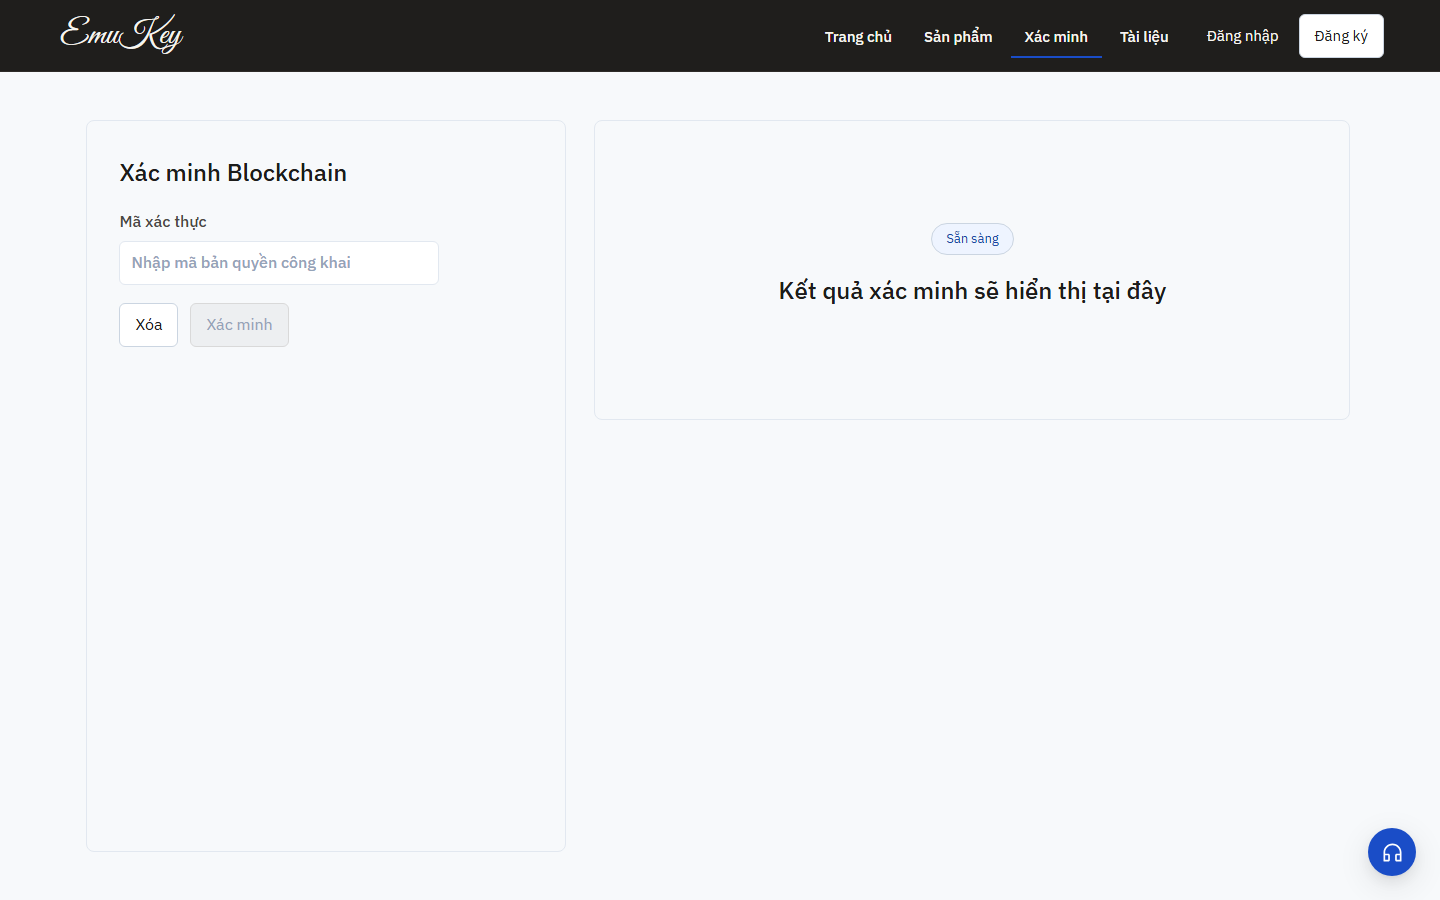 EmuKey
Trang chủ
Sản phẩm
Xác minh
Tài liệu
Đăng nhập
Đăng ký
Xác minh Blockchain
Mã xác thực
Nhập mã bản quyền công khai
Xóa
Xác minh
Sẵn sàng
Kết quả xác minh sẽ hiển thị tại đây